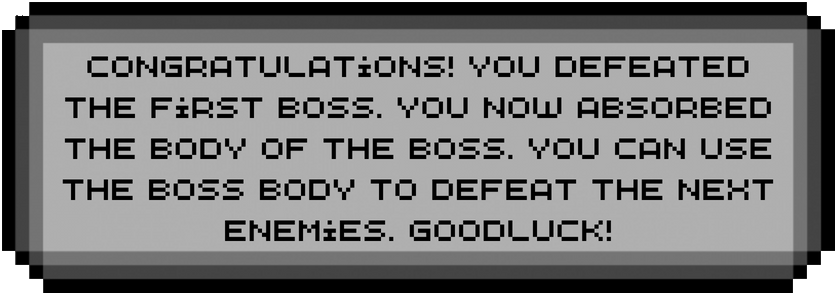 CONGRATULATiONS! YOU DEFEATED
THE FiRST BOSS. YOU NOW ABSORBED
THE BODY OF THE BOSS. YOU CAN USE
THE BOSS BODY TO DEFEAT THE NEXT
ENEMiES. GOODLUCK!